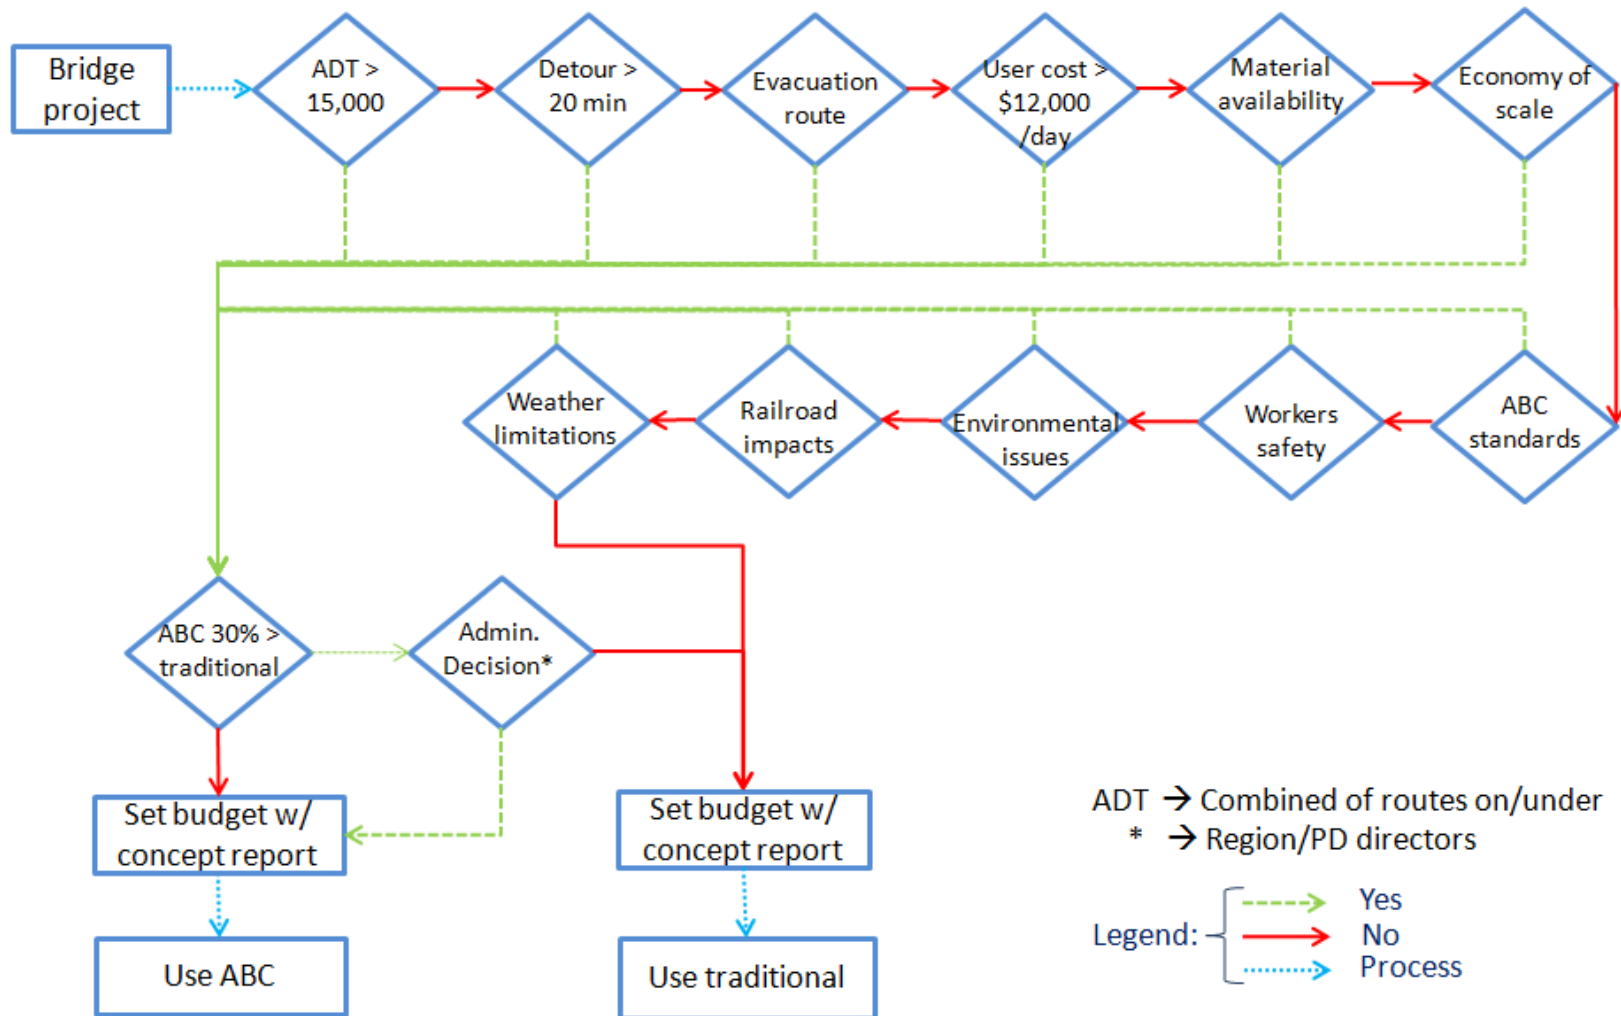 Bridge
project
ADT >
15,000
Detour >
20 min
Evacuation
route
User cost >
$12,000
/day
Material
availability
Economy of
scale
Weather
limitations
Railroad
impacts
Environmental
issues
Workers
safety
ABC
standards
ABC 30% >
traditional
Admin.
Decision*
Set budget w/
concept report
Set budget w/
concept report
Use ABC
Use traditional
ADT → Combined of routes on/under
* → Region/PD directors
Legend:
Yes
No
Process